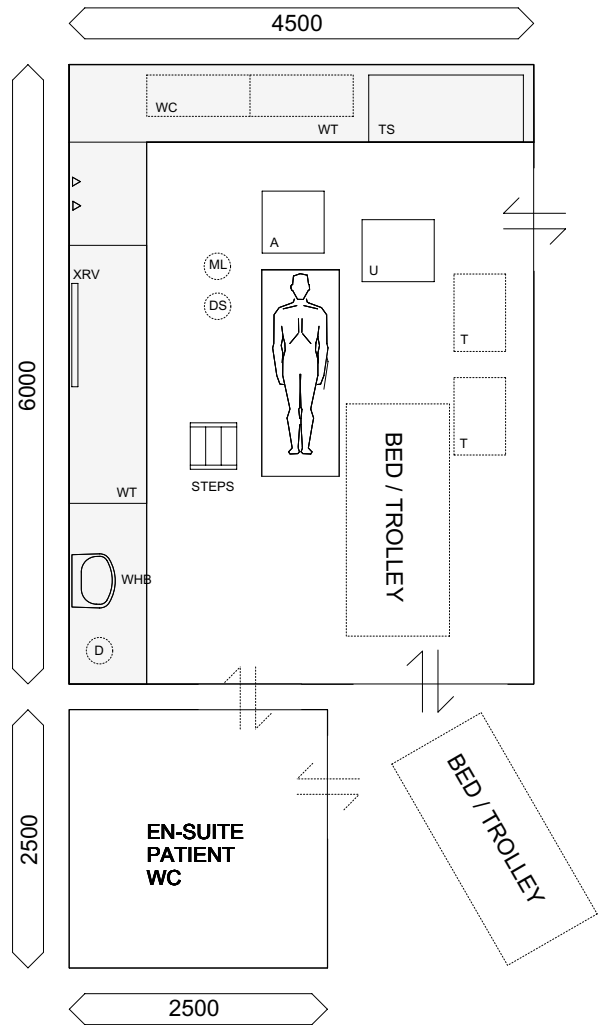 4500
WC
WT
TS
A
U
ML
XRV
DS
T
6000
T
BED / TROLLEY
STEPS
WT
WHB
D
BED / TROLLEY
2500
EN-SUITE
PATIENT
WC
2500